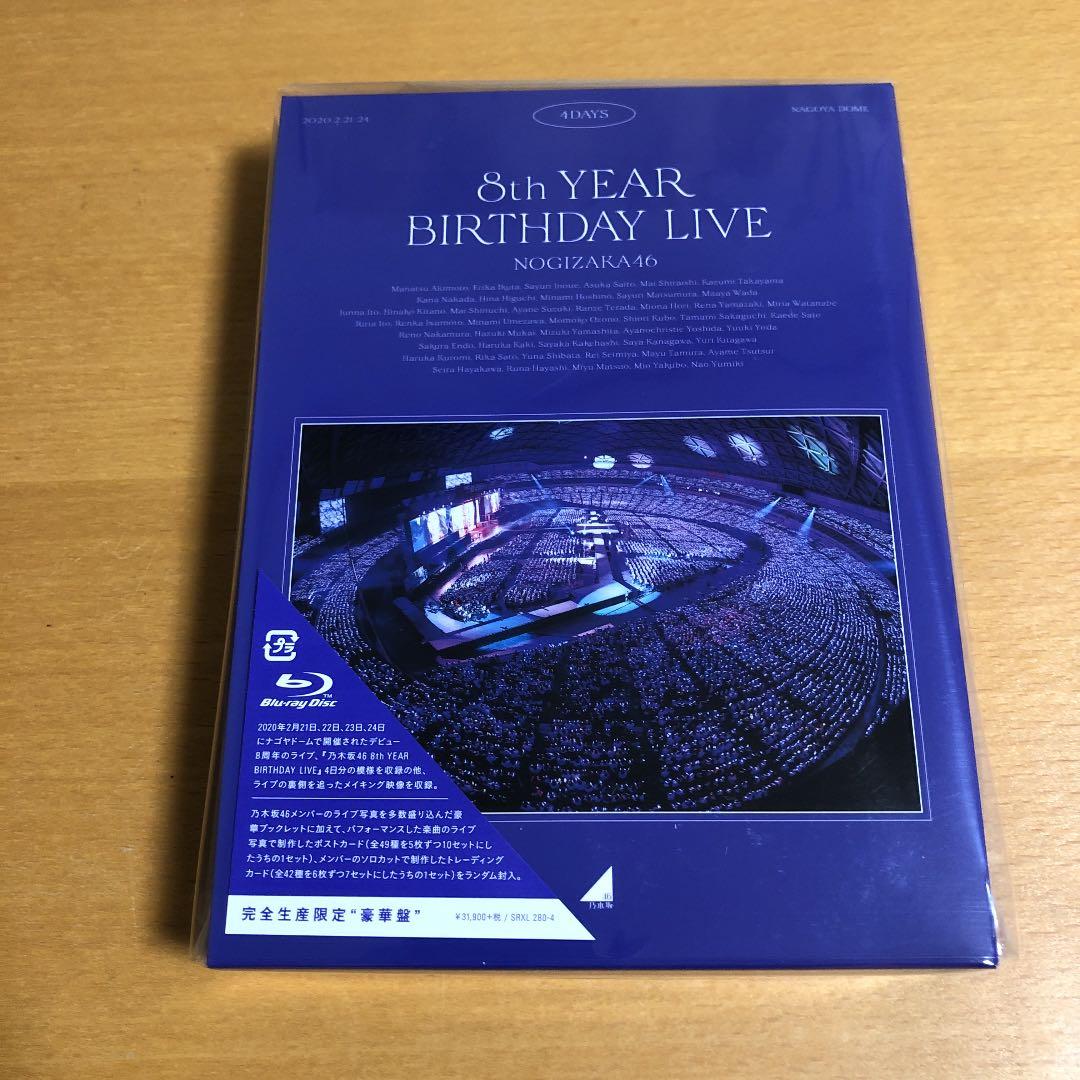 2020.2.21-24
4DAYS
NAGOYA DOME
8th YEAR
BIRTHDAY LIVE
NOGIZAKA46
Manatsu Akimoto, Erika Ikuta, Sayuri Inoue, Asuka Saito, Mai Shiraishi, Kazumi Takayama
Kana Nakada, Hina Higuchi, Minami Hoshino, Sayuri Matsumura, Maaya Wada
Junna Ito, Hinako Kitano, Mai Shinuchi, Ayane Suzuki, Ranze Terada, Miona Hori, Rena Yamazaki, Miria Watanabe
Riria Ito, Renka Iwamoto, Minami Umezawa, Momoko Ozono, Shiori Kubo, Tamami Sakaguchi, Kaede Sato
Reno Nakamura, Hazuki Mukai, Mizuki Yamashita, Ayanochristie Yoshida, Yuuki Yoda
Sakura Endo, Haruka Kaki, Sayaka Kakehashi, Saya Kanagawa, Yuri Kitagawa
Haruka Kuromi, Rika Sato, Yuna Shibata, Rei Seimiya, Mayu Tamura, Ayame Tsutsui
Seira Hayakawa, Runa Hayashi, Miyu Matsuo, Mio Yakubo, Nao Yumiki
プラ
Blu-ray Disc™
2020年2月21日、22日、23日、24日
にナゴヤドームで開催されたデビュー
8周年のライブ、『乃木坂46 8th YEAR
BIRTHDAY LIVE』4日分の模様を収録の他、
ライブの裏側を追ったメイキング映像を収録。
乃木坂46メンバーのライブ写真を多数盛り込んだ豪
華ブックレットに加えて、パフォーマンスした楽曲のライブ
写真で制作したポストカード（全49種を5枚ずつ10セットにし
たうちの1セット）、メンバーのソロカットで制作したトレーディング
カード（全42種を6枚ずつ7セットにしたうちの1セット）をランダム封入。
完全生産限定“豪華盤” ¥31,900+税 / SRXL 280-4
46
乃木坂